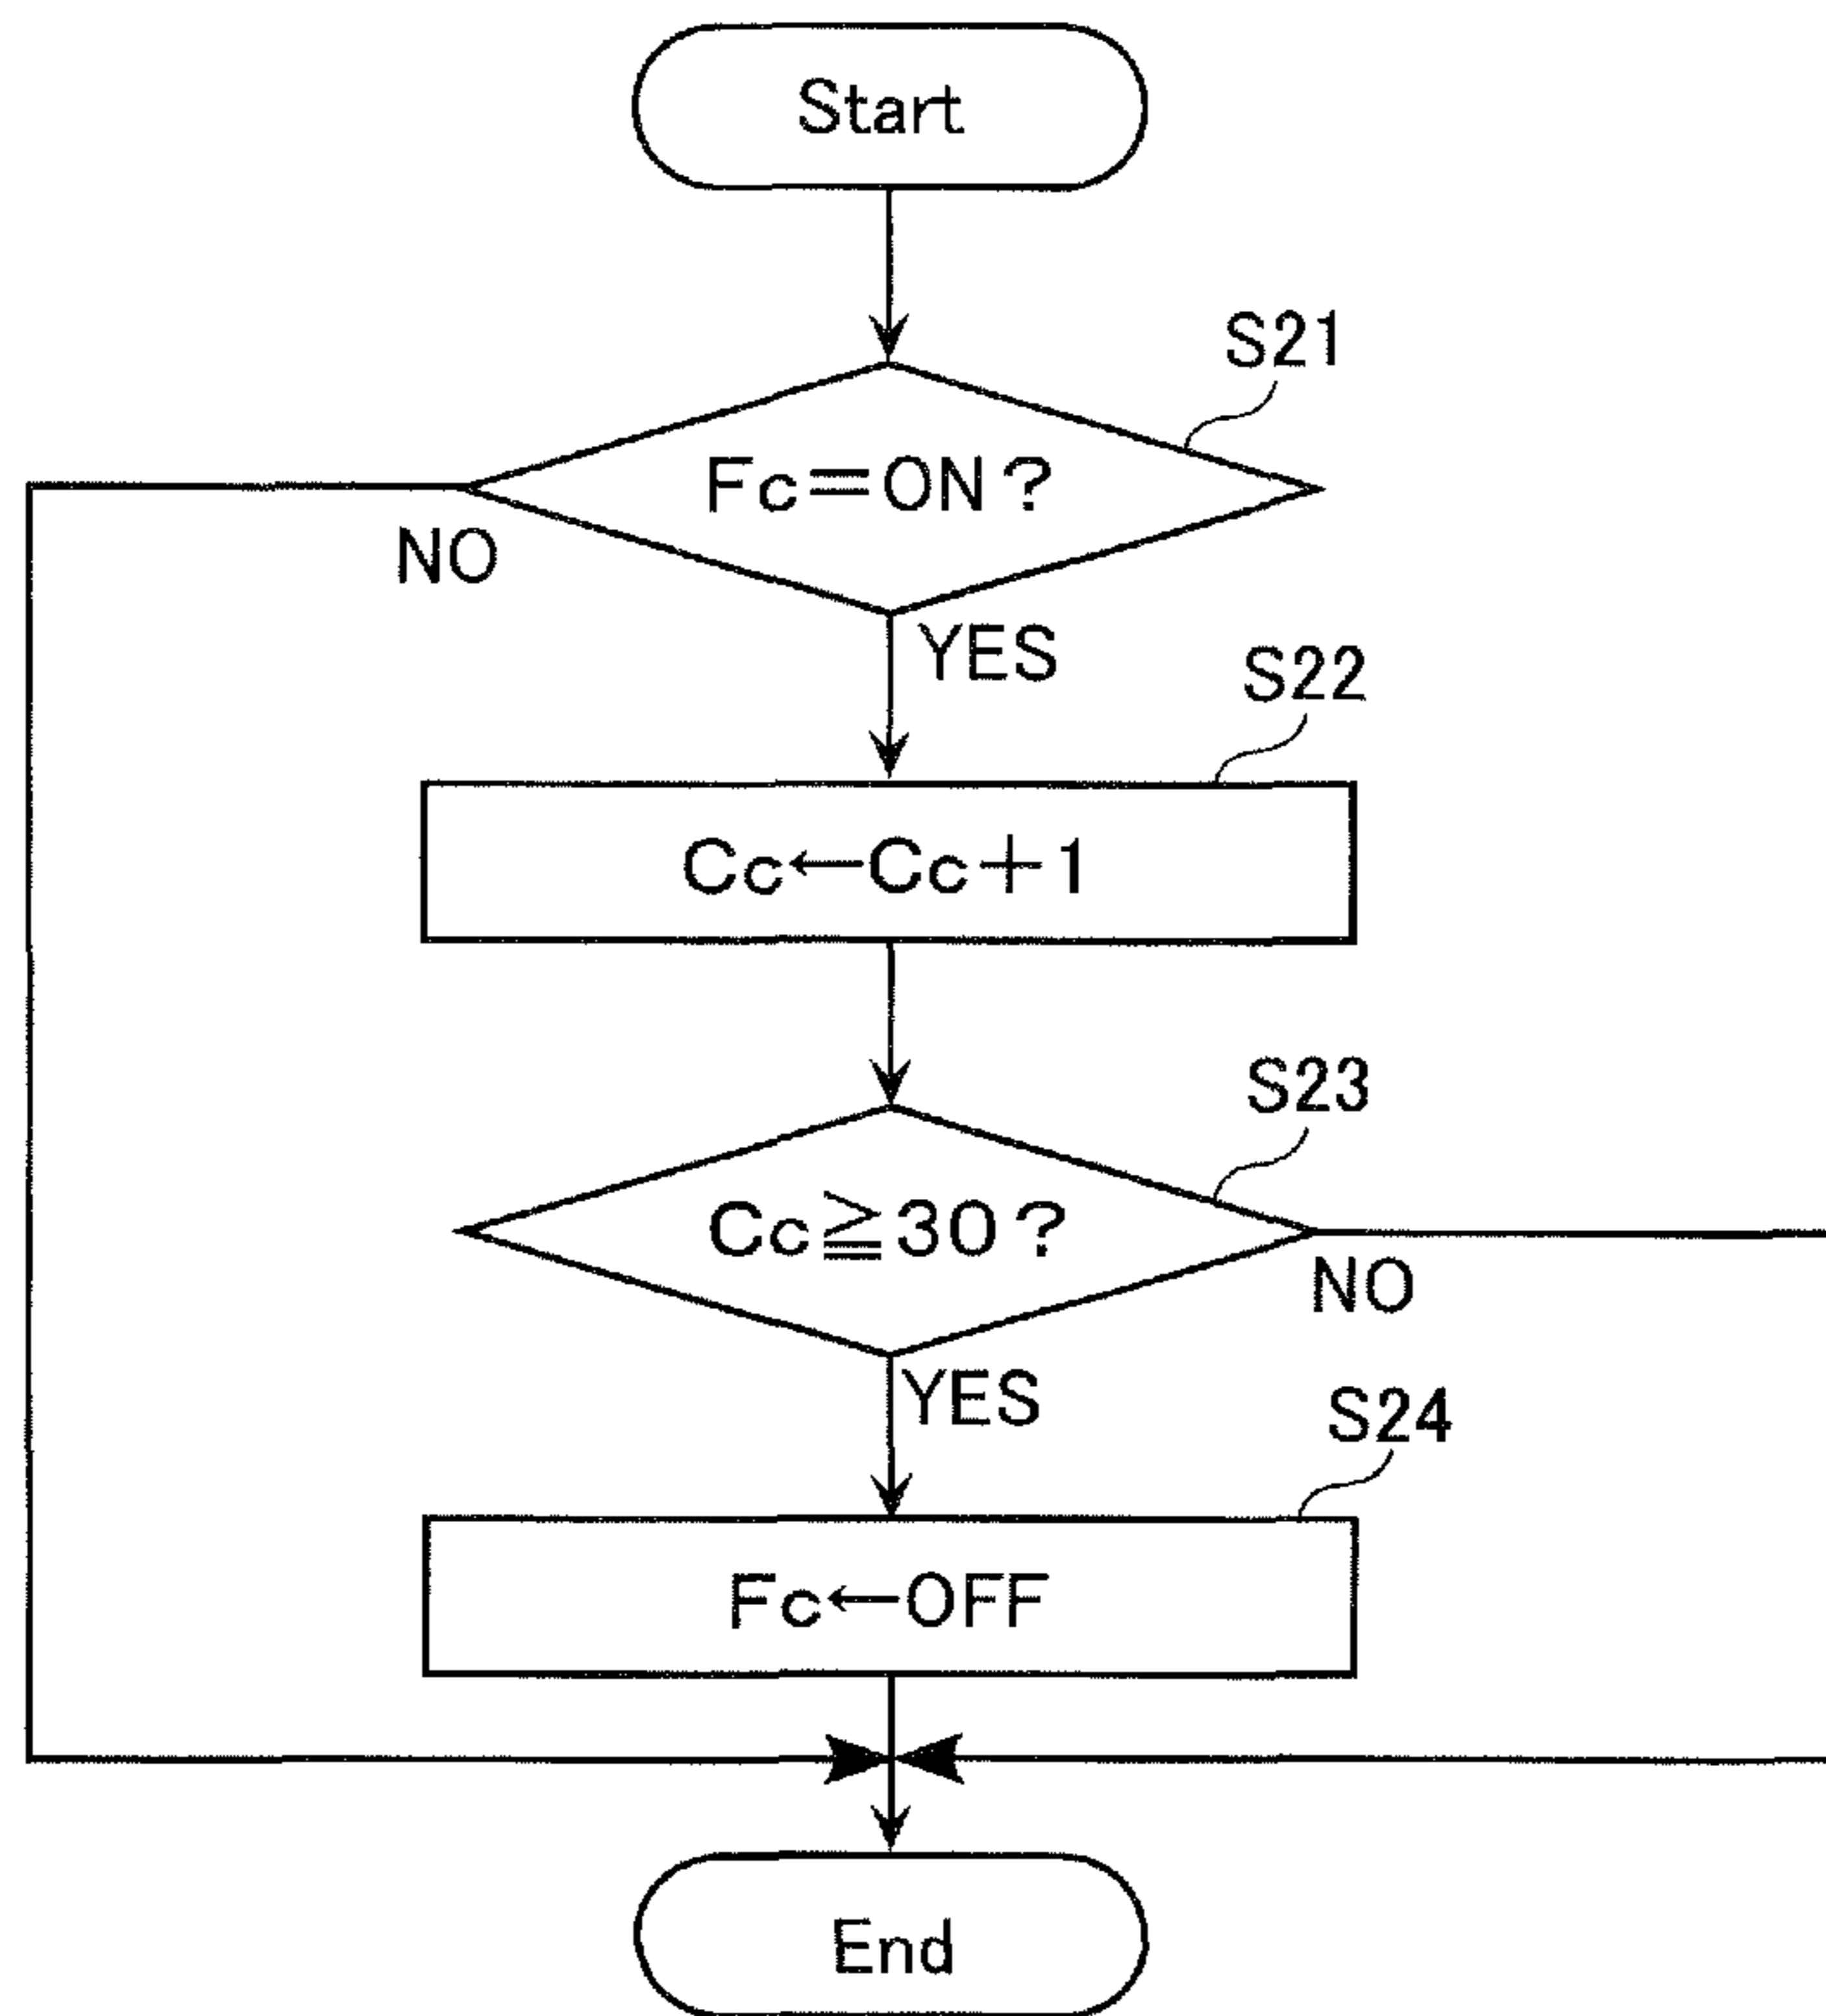 Start
S21
Fc=ON?
NO
YES
S22
Cc←Cc+1
S23
Cc≧30?
NO
YES
S24
Fc←OFF
End